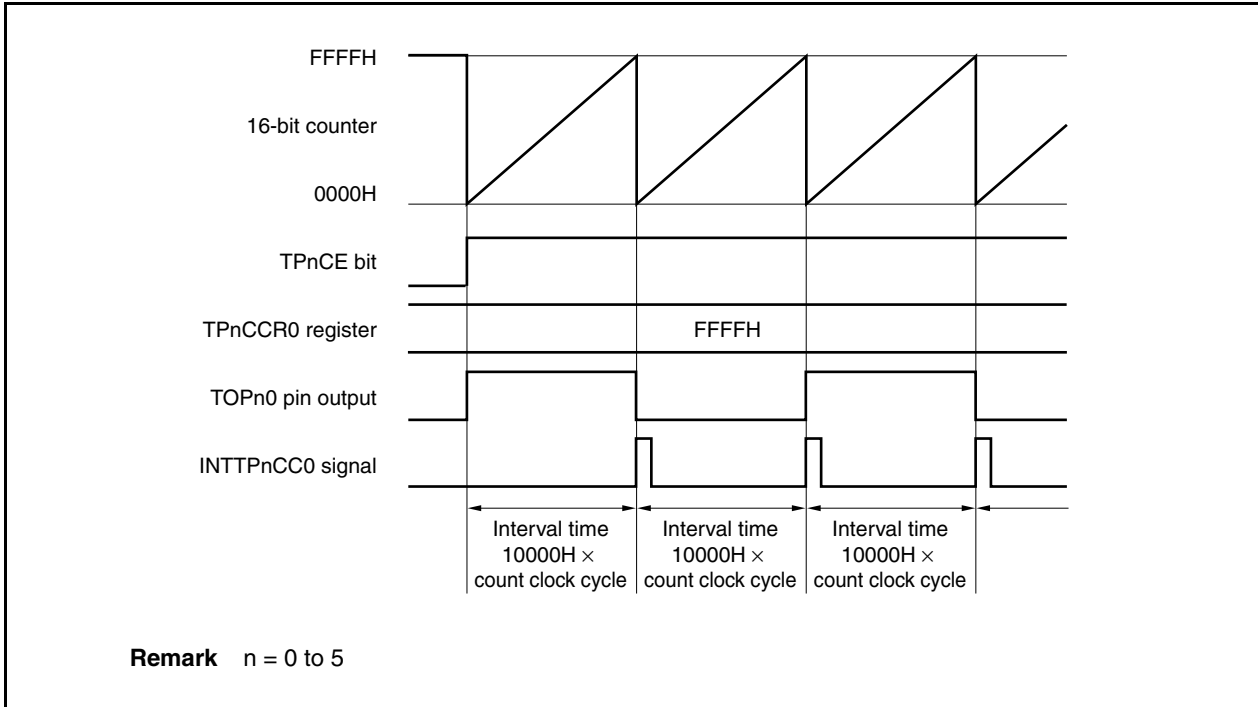 FFFFH
16-bit counter
0000H
TPnCE bit
TPnCCR0 register
FFFFH
TOPn0 pin output
INTTPnCC0 signal
Interval time
10000H ×
count clock cycle
Interval time
10000H ×
count clock cycle
Interval time
10000H ×
count clock cycle
Remark n = 0 to 5